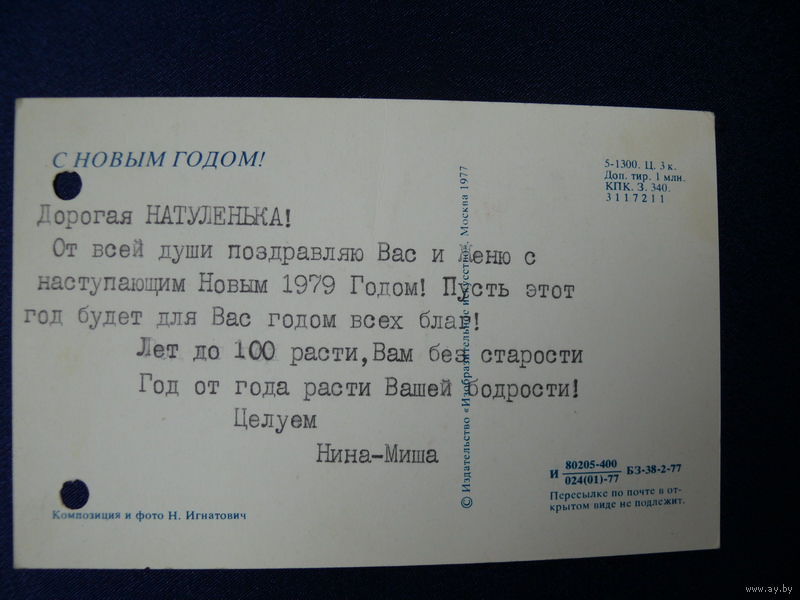 С НОВЫМ ГОДОМ!
5-1300. Ц. 3 к.
Доп. тир. 1 млн.
КПК. З. 340.
3117211
Дорогая НАТУЛЕНЬКА!
От всей души поздравляю Вас и Леню с
наступающим Новым 1979 Годом! Пусть этот
год будет для Вас годом всех благ!
Лет до 100 расти, Вам без старости
Год от года расти Вашей бодрости!
Целуем
Нина-Миша
© Издательство «Изобразительное искусство», Москва 1977
И 80205-400 БЗ-38-2-77
024(01)-77
Пересылке по почте в от-
крытом виде не подлежит.
Композиция и фото Н. Игнатович
www.ay.by